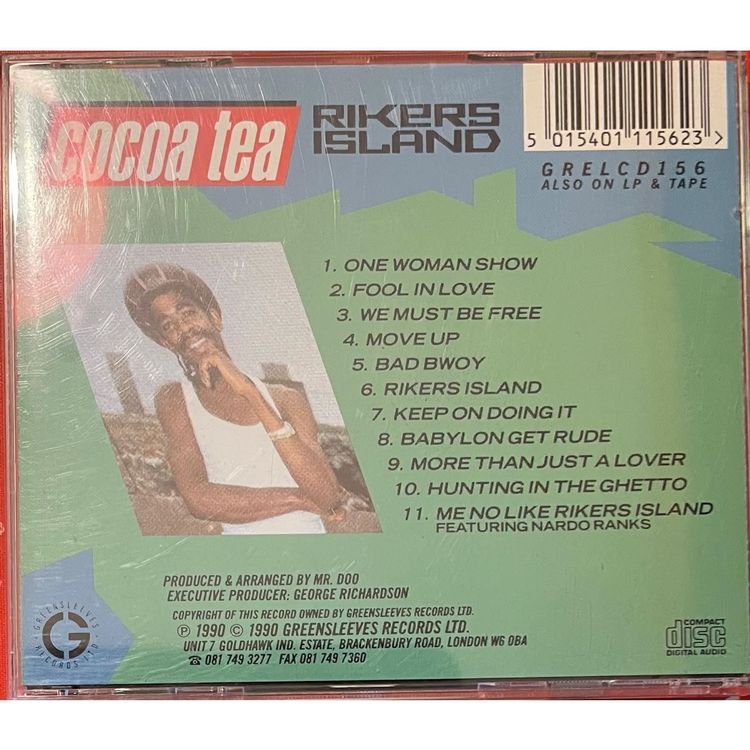 cocoa tea
RIKERS
ISLAND
5 015401 115623 >
GRELCD156
ALSO ON LP & TAPE
1. ONE WOMAN SHOW
2. FOOL IN LOVE
3. WE MUST BE FREE
4. MOVE UP
5. BAD BWOY
6. RIKERS ISLAND
7. KEEP ON DOING IT
8. BABYLON GET RUDE
9. MORE THAN JUST A LOVER
10. HUNTING IN THE GHETTO
11. ME NO LIKE RIKERS ISLAND
FEATURING NARDO RANKS
PRODUCED & ARRANGED BY MR. DOO
EXECUTIVE PRODUCER: GEORGE RICHARDSON
COPYRIGHT OF THIS RECORD OWNED BY GREENSLEEVES RECORDS LTD.
℗ 1990 © 1990 GREENSLEEVES RECORDS LTD.
UNIT 7 GOLDHAWK IND. ESTATE, BRACKENBURY ROAD, LONDON W6 0BA
☎ 081 749 3277 FAX 081 749 7360
GREENSLEEVES
G
RECORDS LTD.
COMPACT
disc
DIGITAL AUDIO